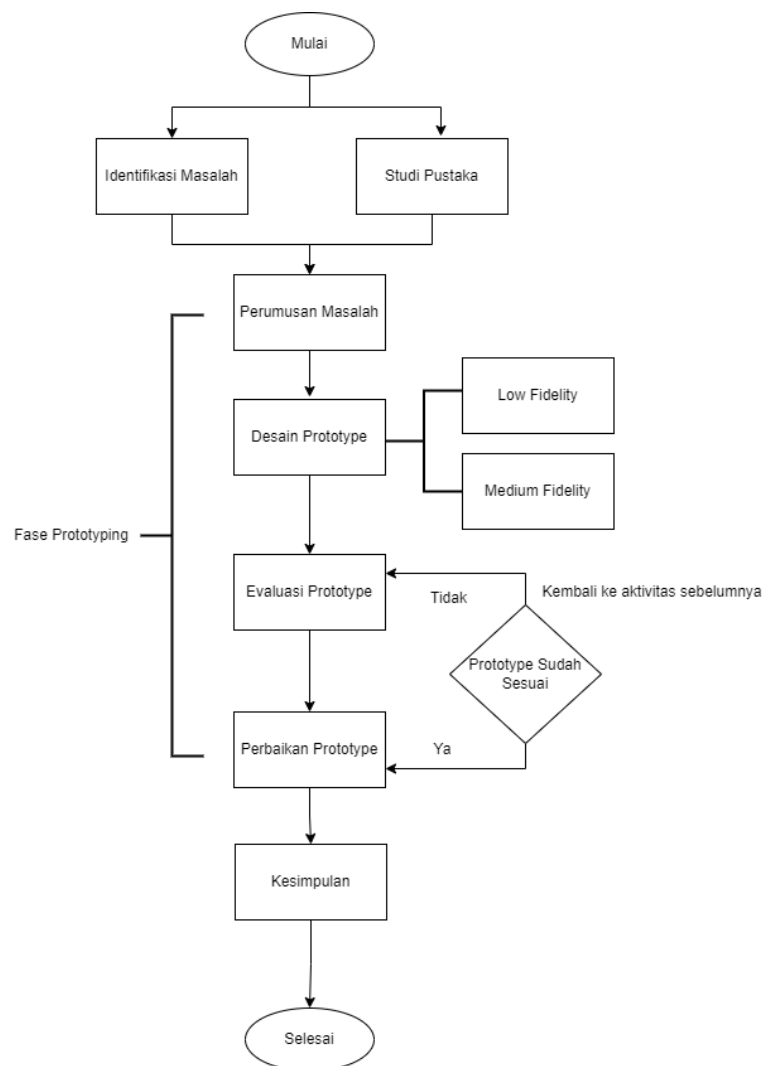 Mulai
Identifikasi Masalah
Studi Pustaka
Perumusan Masalah
Low Fidelity
Desain Prototype
Medium Fidelity
Fase Prototyping
Evaluasi Prototype
Tidak
Kembali ke aktivitas sebelumnya
Prototype Sudah
Sesuai
Perbaikan Prototype
Ya
Kesimpulan
Selesai